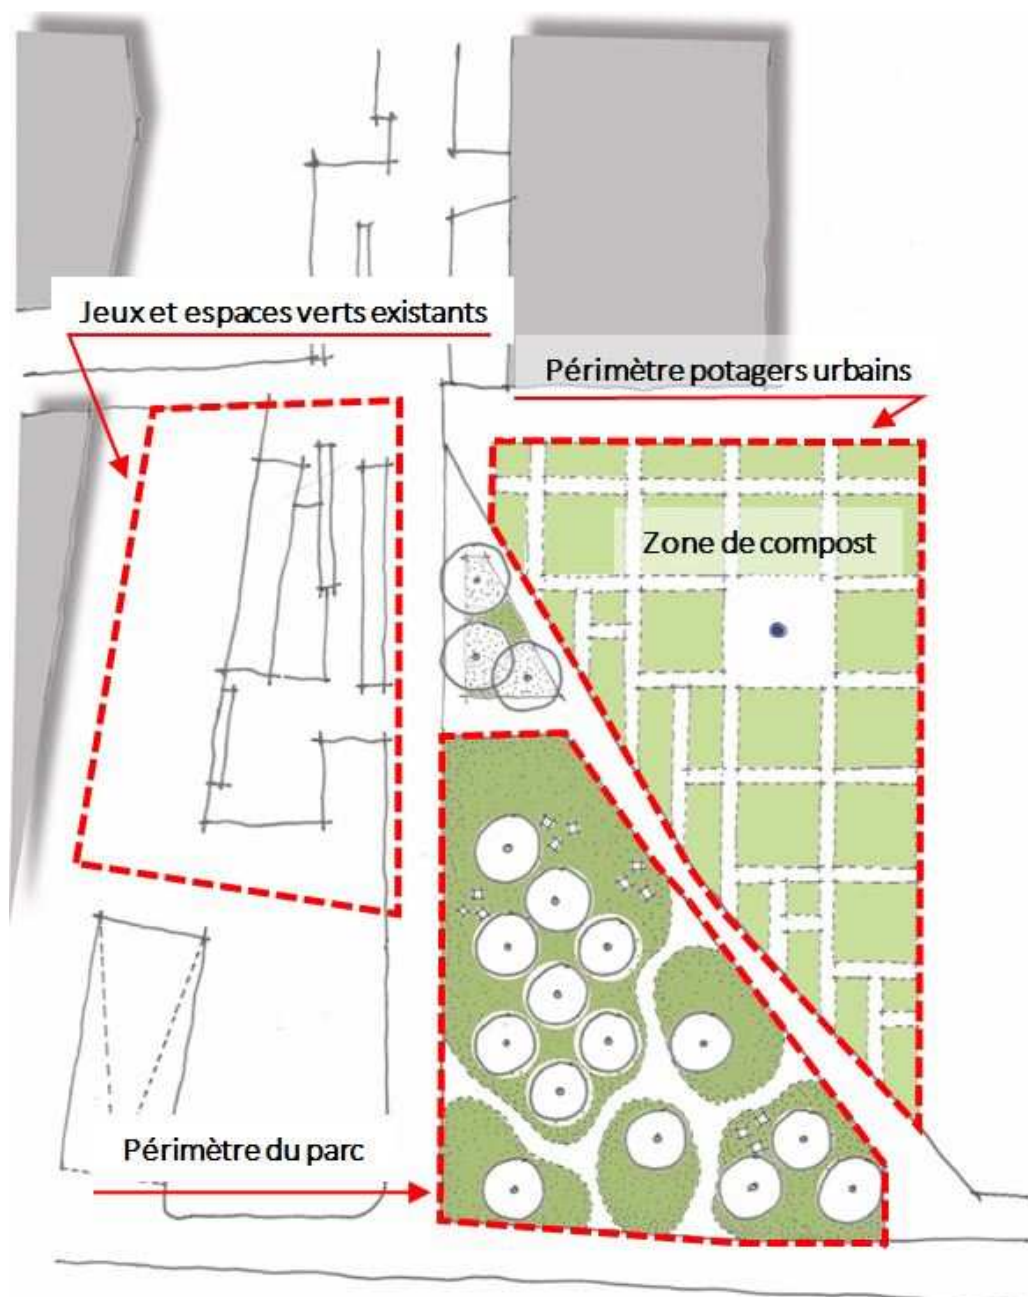 Jeux et espaces verts existants
Périmètre potagers urbains
Zone de compost
Périmètre du parc